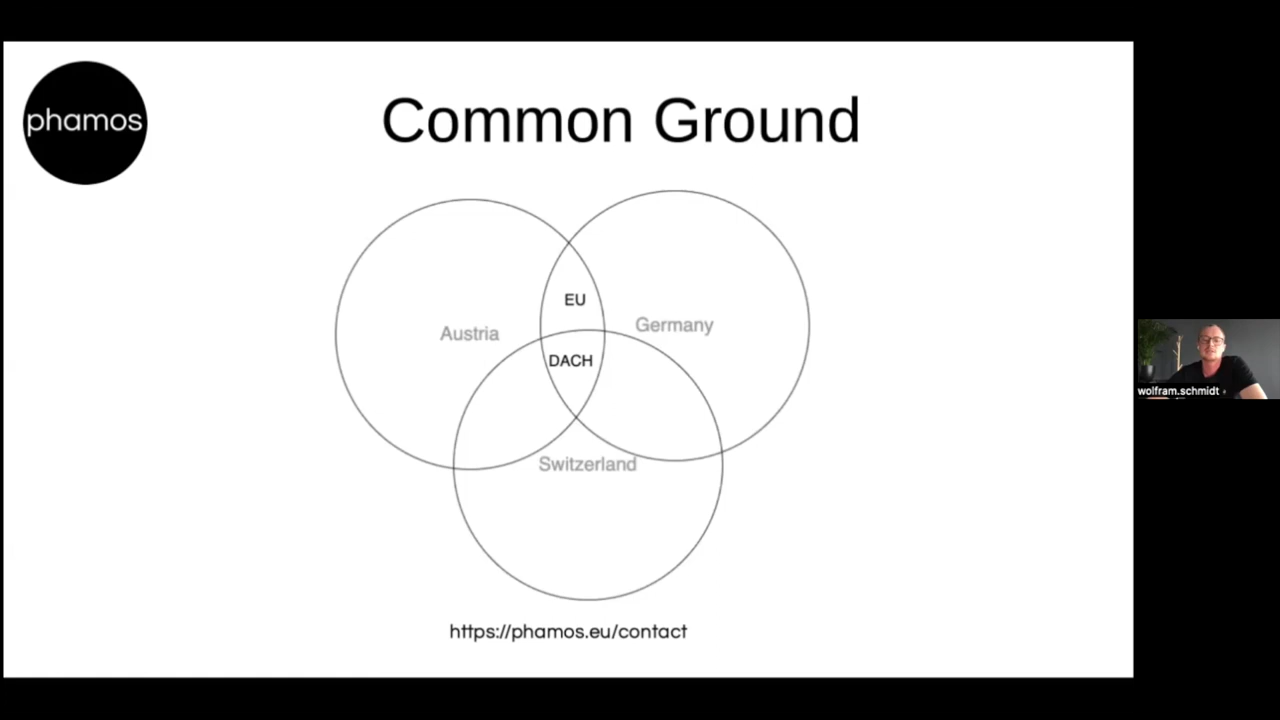 phamos
Common Ground
EU
Austria
Germany
DACH
Switzerland
https://phamos.eu/contact
wolfram.schmidt